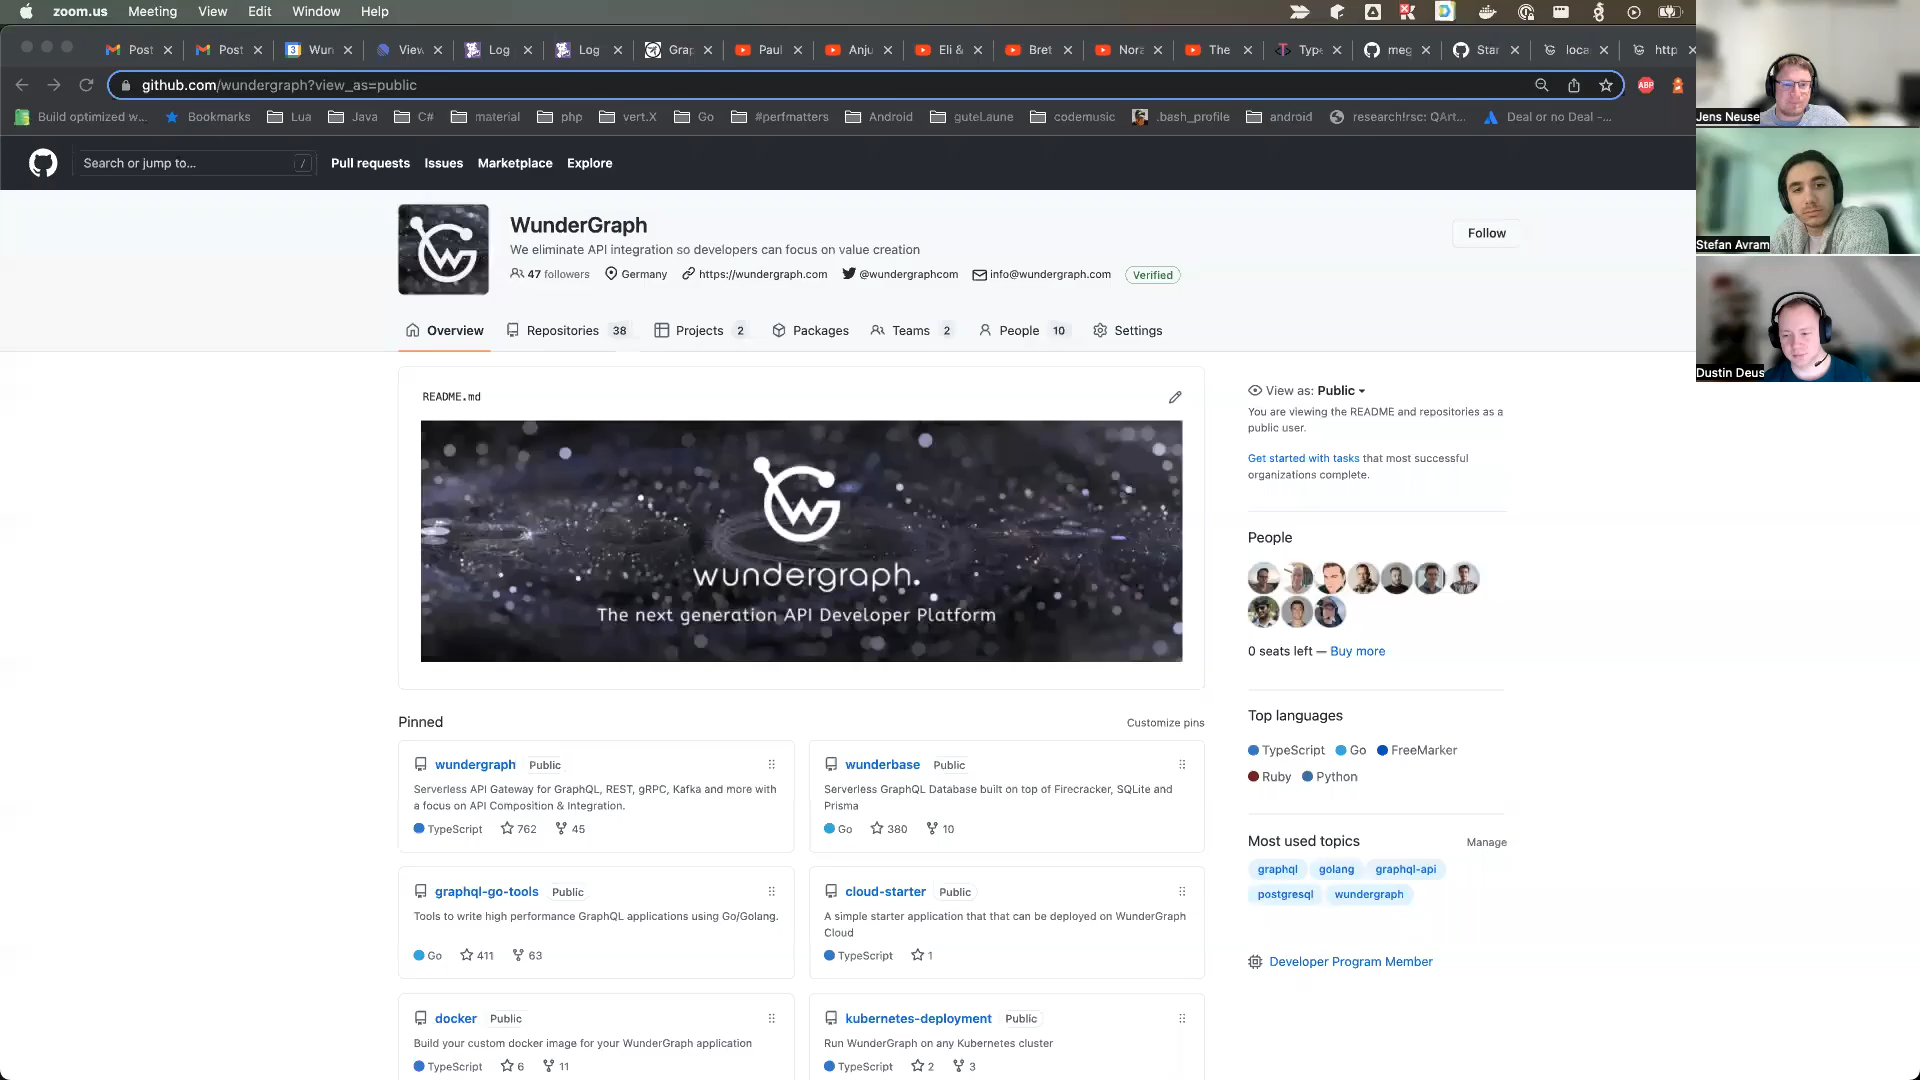 zoom.us Meeting View Edit Window Help
Post Post Wun View Log Log Grap Paul Anju Eli & Bret Nora The Type meg Star loca http
github.com/wundergraph?view_as=public
ABP
Build optimized w... Bookmarks Lua Java C# material php vert.X Go #perfmatters Android guteLaune codemusic .bash_profile android research!rsc: QArt... Deal or no Deal -...
Search or jump to... / Pull requests Issues Marketplace Explore
WunderGraph
We eliminate API integration so developers can focus on value creation
47 followers Germany https://wundergraph.com @wundergraphcom info@wundergraph.com Verified
Follow
Overview Repositories 38 Projects 2 Packages Teams 2 People 10 Settings
README.md
wundergraph.
The next generation API Developer Platform
Pinned
Customize pins
wundergraph Public
Serverless API Gateway for GraphQL, REST, gRPC, Kafka and more with
a focus on API Composition & Integration.
TypeScript 762 45
wunderbase Public
Serverless GraphQL Database built on top of Firecracker, SQLite and
Prisma
Go 380 10
graphql-go-tools Public
Tools to write high performance GraphQL applications using Go/Golang.
Go 411 63
cloud-starter Public
A simple starter application that that can be deployed on WunderGraph
Cloud
TypeScript 1
docker Public
Build your custom docker image for your WunderGraph application
TypeScript 6 11
kubernetes-deployment Public
Run WunderGraph on any Kubernetes cluster
TypeScript 2 3
View as: Public
You are viewing the README and repositories as a
public user.
Get started with tasks that most successful
organizations complete.
People
0 seats left — Buy more
Top languages
TypeScript Go FreeMarker
Ruby Python
Most used topics
Manage
graphql golang graphql-api
postgresql wundergraph
Developer Program Member
Jens Neuse
Stefan Avram
Dustin Deus